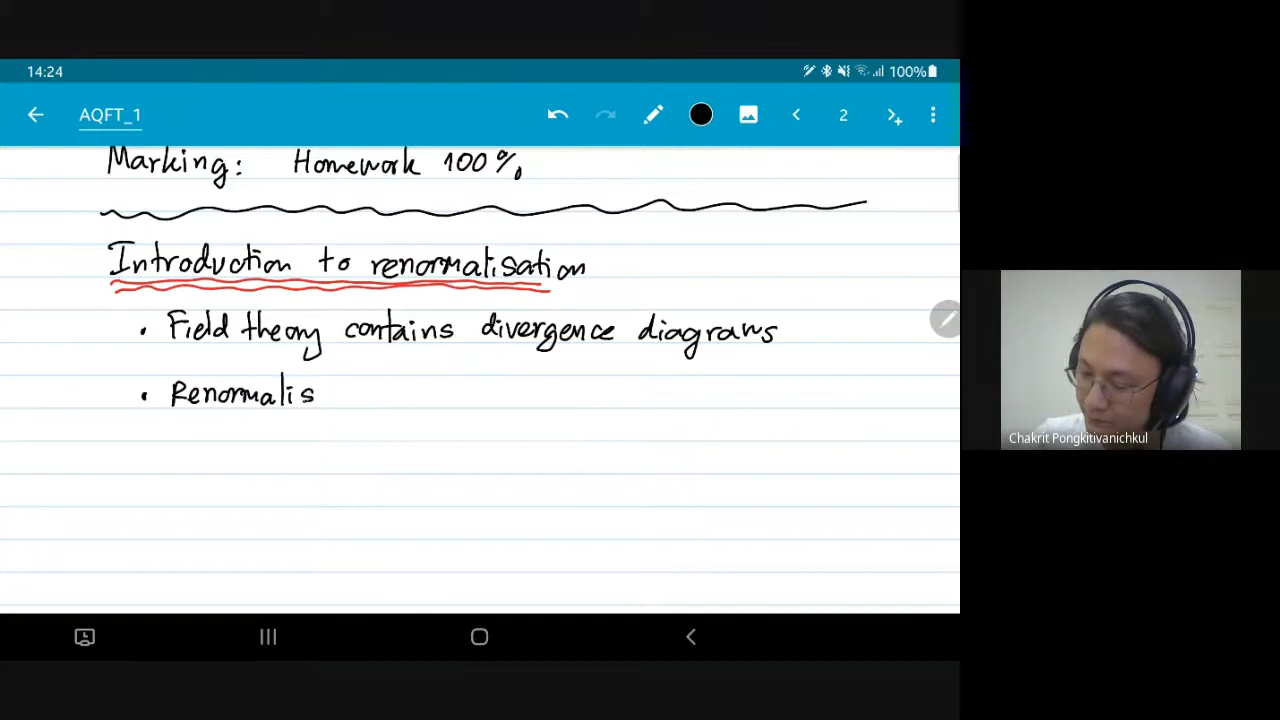 14:24
100%
AQFT_1
2
Marking: Homework 100%
Introduction to renormalisation
• Field theory contains divergence diagrams
• Renormalis
Chakrit Pongkitivanichkul